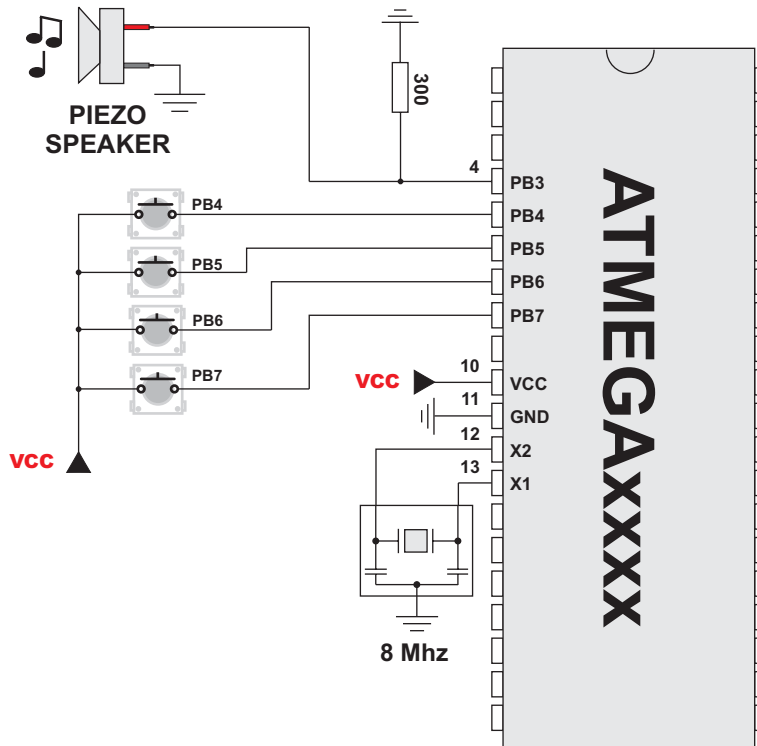 PIEZO
SPEAKER
300
4
PB3
PB4
PB4
PB5
PB5
PB6
PB6
PB7
PB7
VCC
10
VCC
11
GND
12
X2
13
X1
VCC
8 Mhz
ATMEGAxxxx